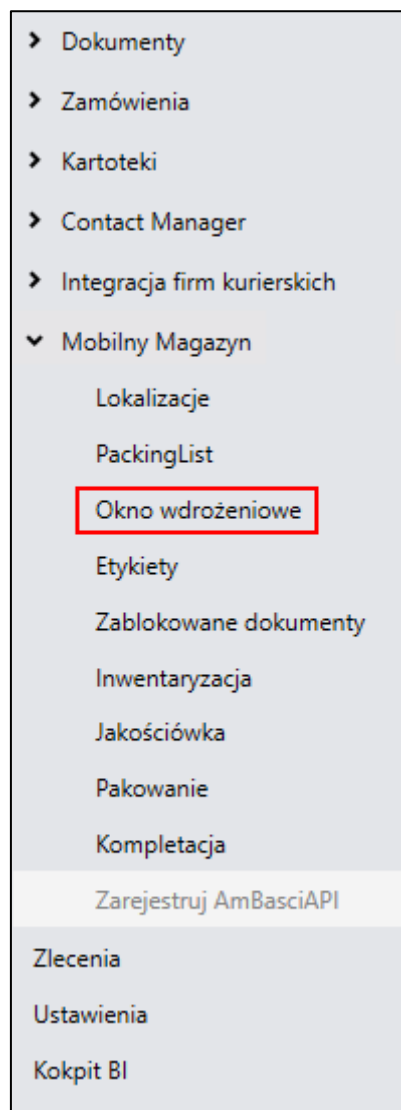 Dokumenty
Zamówienia
Kartoteki
Contact Manager
Integracja firm kurierskich
Mobilny Magazyn
Lokalizacje
PackingList
Okno wdrożeniowe
Etykiety
Zablokowane dokumenty
Inwentaryzacja
Jakościówka
Pakowanie
Kompletacja
Zarejestruj AmBasciAPI
Zlecenia
Ustawienia
Kokpit BI